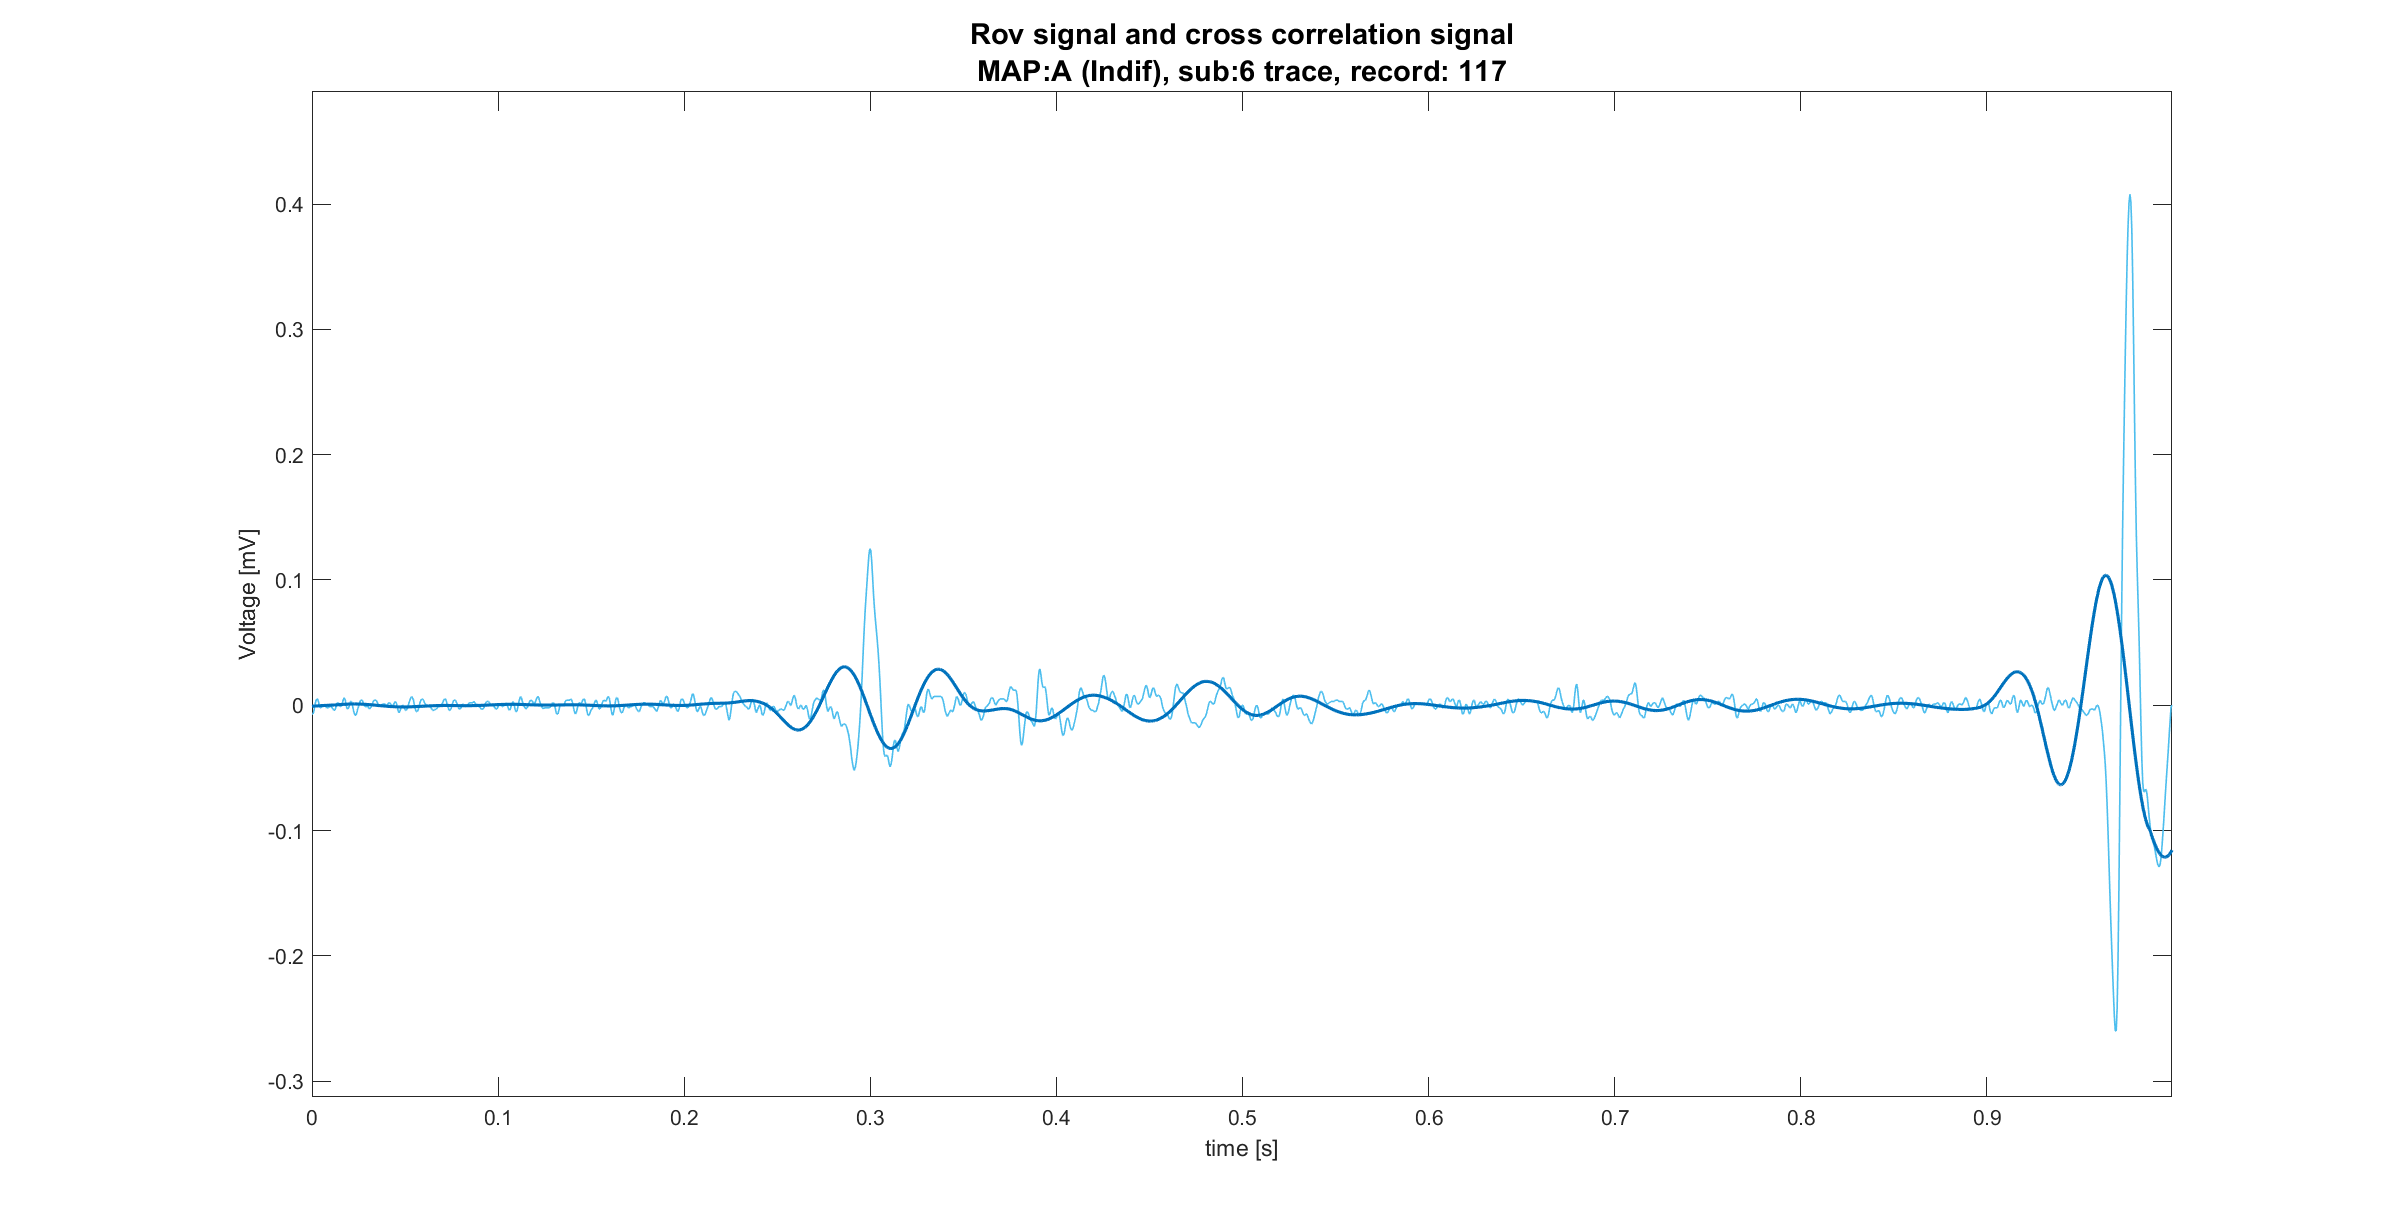 Rov signal and cross correlation signal
MAP:A (Indif), sub:6 trace, record: 117
0.4
0.3
0.2
0.1
0
-0.1
-0.2
-0.3
Voltage [mV]
0 0.1 0.2 0.3 0.4 0.5 0.6 0.7 0.8 0.9
time [s]